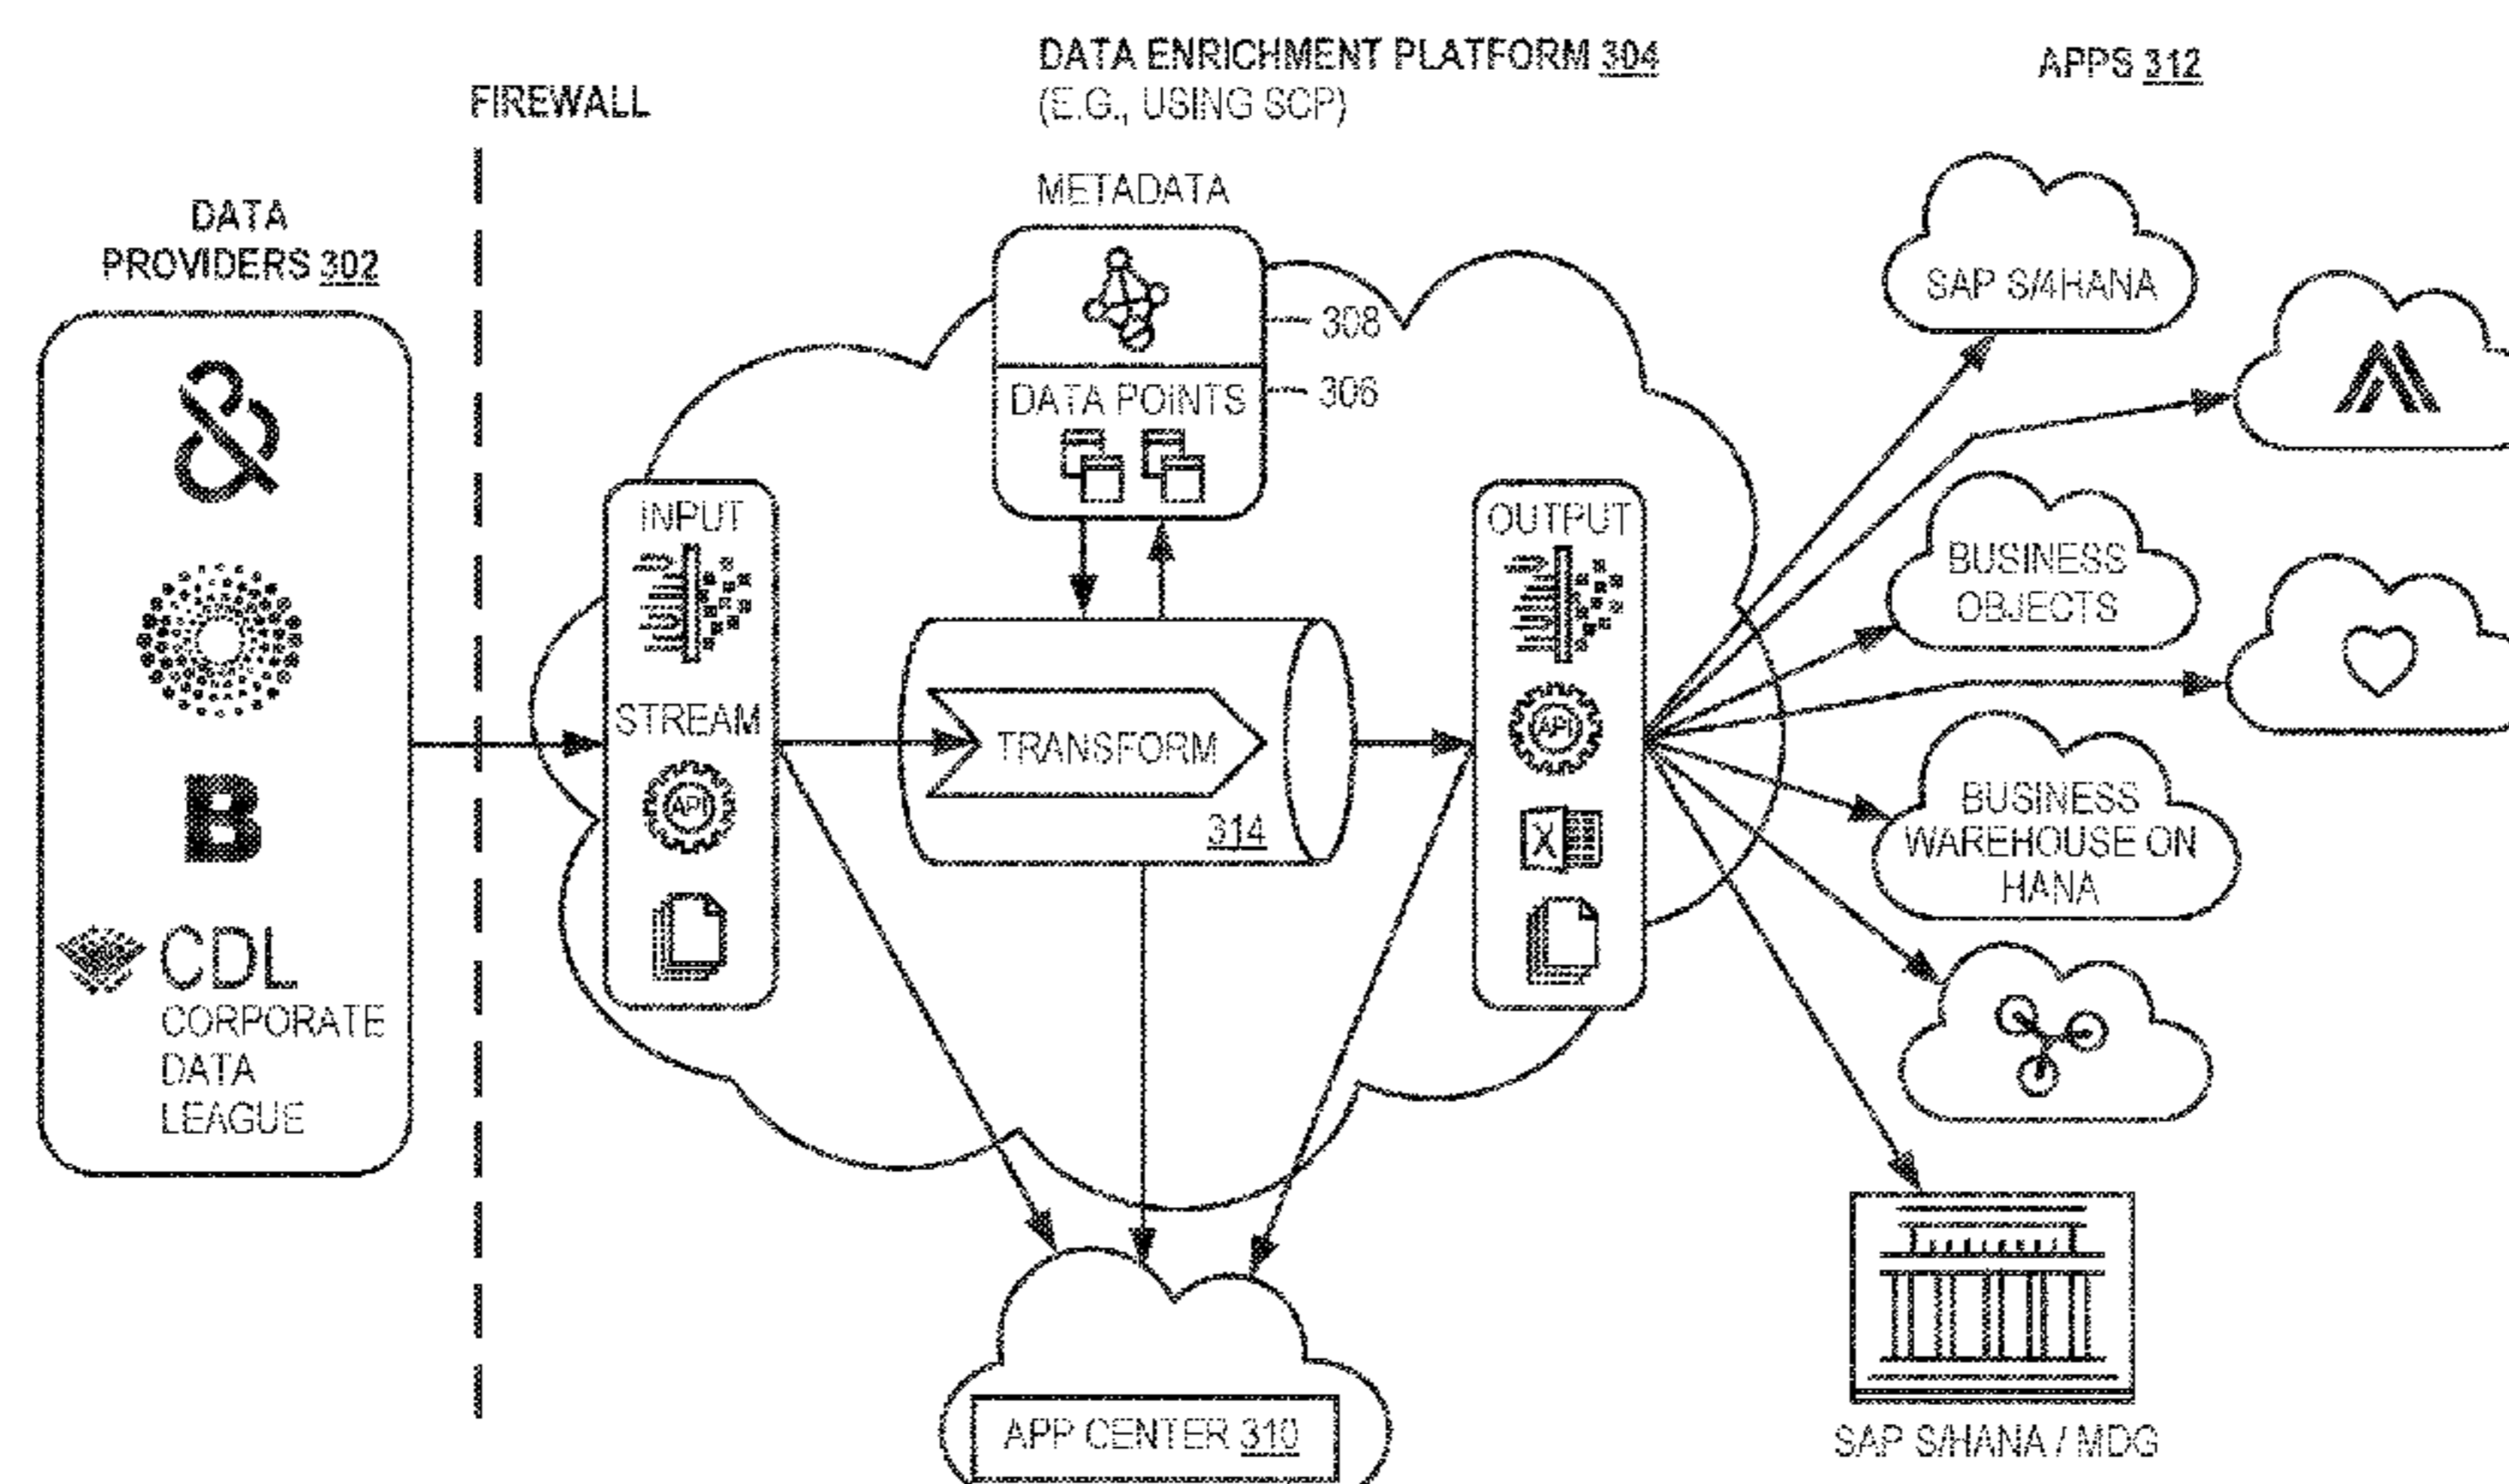 DATA ENRICHMENT PLATFORM 304
(E.G., USING SCP)
APPS 312
FIREWALL
METADATA
DATA
PROVIDERS 302
308
DATA POINTS
306
SAP S/4HANA
INPUT
STREAM
API
TRANSFORM
314
OUTPUT
API
X
BUSINESS
OBJECTS
BUSINESS
WAREHOUSE ON
HANA
B
CDL
CORPORATE
DATA
LEAGUE
APP CENTER 310
SAP S/HANA / MDG